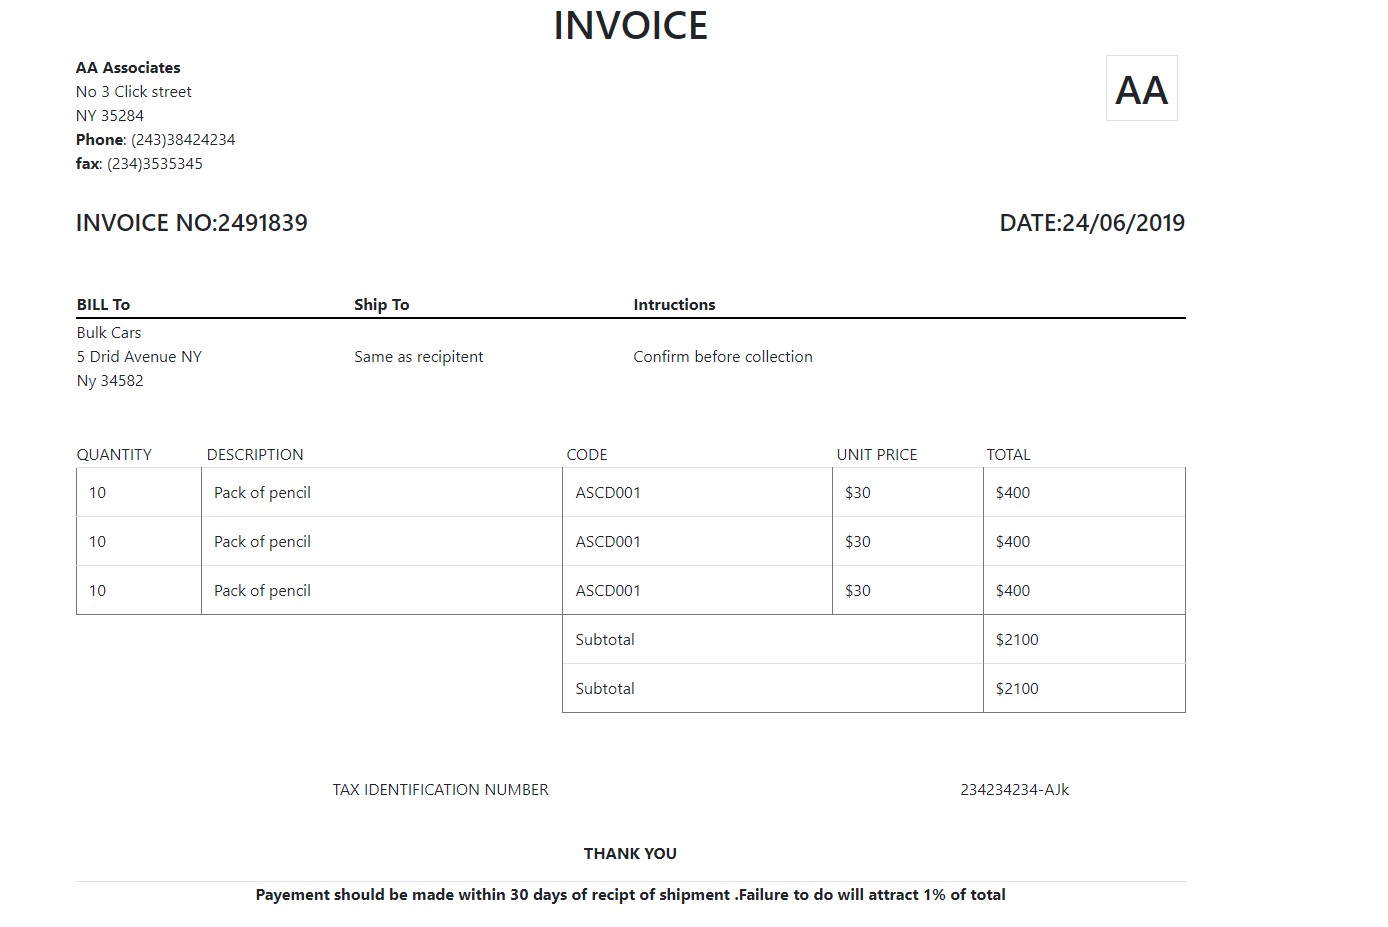 INVOICE
AA Associates
No 3 Click street
NY 35284
Phone: (243)38424234
fax: (234)3535345
AA
INVOICE NO:2491839 DATE:24/06/2019
BILL To Ship To Intructions
Bulk Cars
5 Drid Avenue NY Same as recipitent Confirm before collection
Ny 34582
QUANTITY DESCRIPTION CODE UNIT PRICE TOTAL
10 Pack of pencil ASCD001 $30 $400
10 Pack of pencil ASCD001 $30 $400
10 Pack of pencil ASCD001 $30 $400
Subtotal $2100
Subtotal $2100
TAX IDENTIFICATION NUMBER 234234234-AJk
THANK YOU
Payement should be made within 30 days of recipt of shipment .Failure to do will attract 1% of total